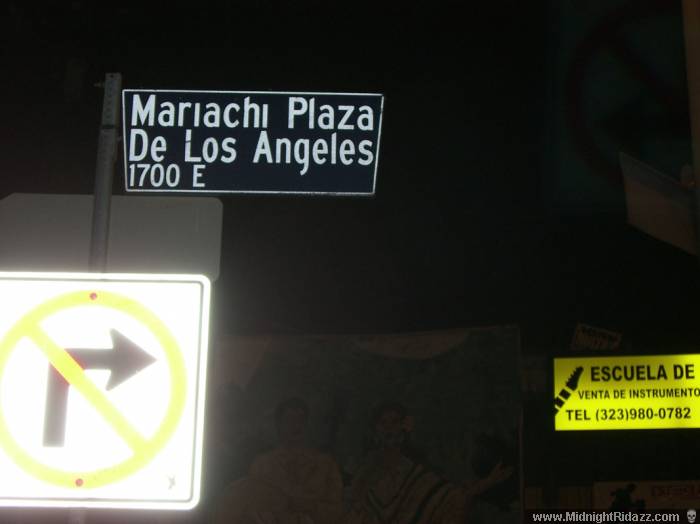 Mariachi Plaza
De Los Angeles
1700 E
ESCUELA DE
VENTA DE INSTRUMENTO
TEL (323)980-0782
www.MidnightRidazz.com